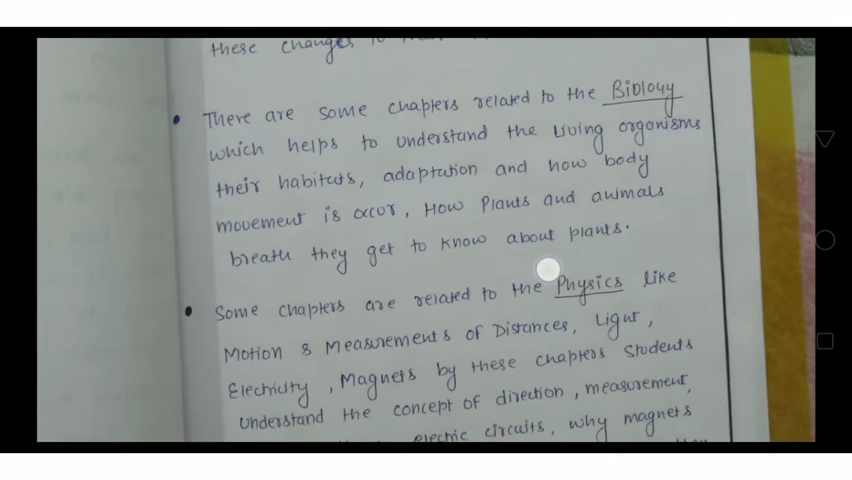 these changes to
There are some chapters related to the Biology
which helps to understand the Living organisms
their habitats, adaptation and how body
movement is occur, How Plants and animals
breath they get to know about plants.
Some chapters are related to the Physics like
Motion & Measurements of Distances, Light,
Electricity, Magnets by these chapters students
understand the concept of direction, measurement,
electric circuits, why magnets